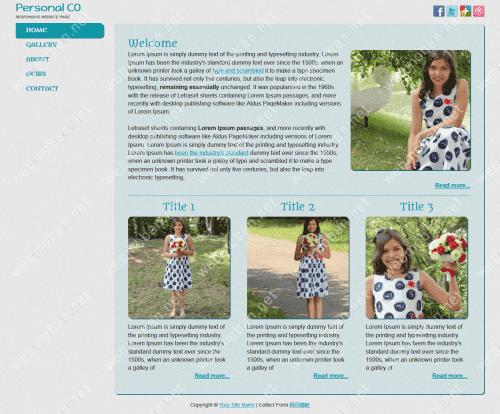 Personal CO
RESPONSIVE WEBSITE PAGE
HOME
GALLERY
ABOUT
NEWS
CONTACT
Welcome
Lorem Ipsum is simply dummy text of the printing and typesetting industry. Lorem
Ipsum has been the industry's standard dummy text ever since the 1500s, when an
unknown printer took a galley of type and scrambled it to make a type specimen
book. It has survived not only five centuries, but also the leap into electronic
typesetting, remaining essentially unchanged. It was popularised in the 1960s
with the release of Letraset sheets containing Lorem Ipsum passages, and more
recently with desktop publishing software like Aldus PageMaker including versions
of Lorem Ipsum.
Letraset sheets containing Lorem Ipsum passages, and more recently with
desktop publishing software like Aldus PageMaker including versions of Lorem
Ipsum. Lorem Ipsum is simply dummy text of the printing and typesetting industry.
Lorem Ipsum has been the industry's standard dummy text ever since the 1500s,
when an unknown printer took a galley of type and scrambled it to make a type
specimen book. It has survived not only five centuries, but also the leap into
electronic typesetting,
Read more...
Title 1
Title 2
Title 3
Lorem Ipsum is simply dummy text of
the printing and typesetting industry.
Lorem Ipsum has been the industry's
standard dummy text ever since the
1500s, when an unknown printer took
a galley of
Read more...
Lorem Ipsum is simply dummy text of
the printing and typesetting industry.
Lorem Ipsum has been the industry's
standard dummy text ever since the
1500s, when an unknown printer took
a galley of
Read more...
Lorem Ipsum is simply dummy text of
the printing and typesetting industry.
Lorem Ipsum has been the industry's
standard dummy text ever since the
1500s, when an unknown printer took
a galley of
Read more...
Copyright © Your Site Name | Collect Form 网页模板